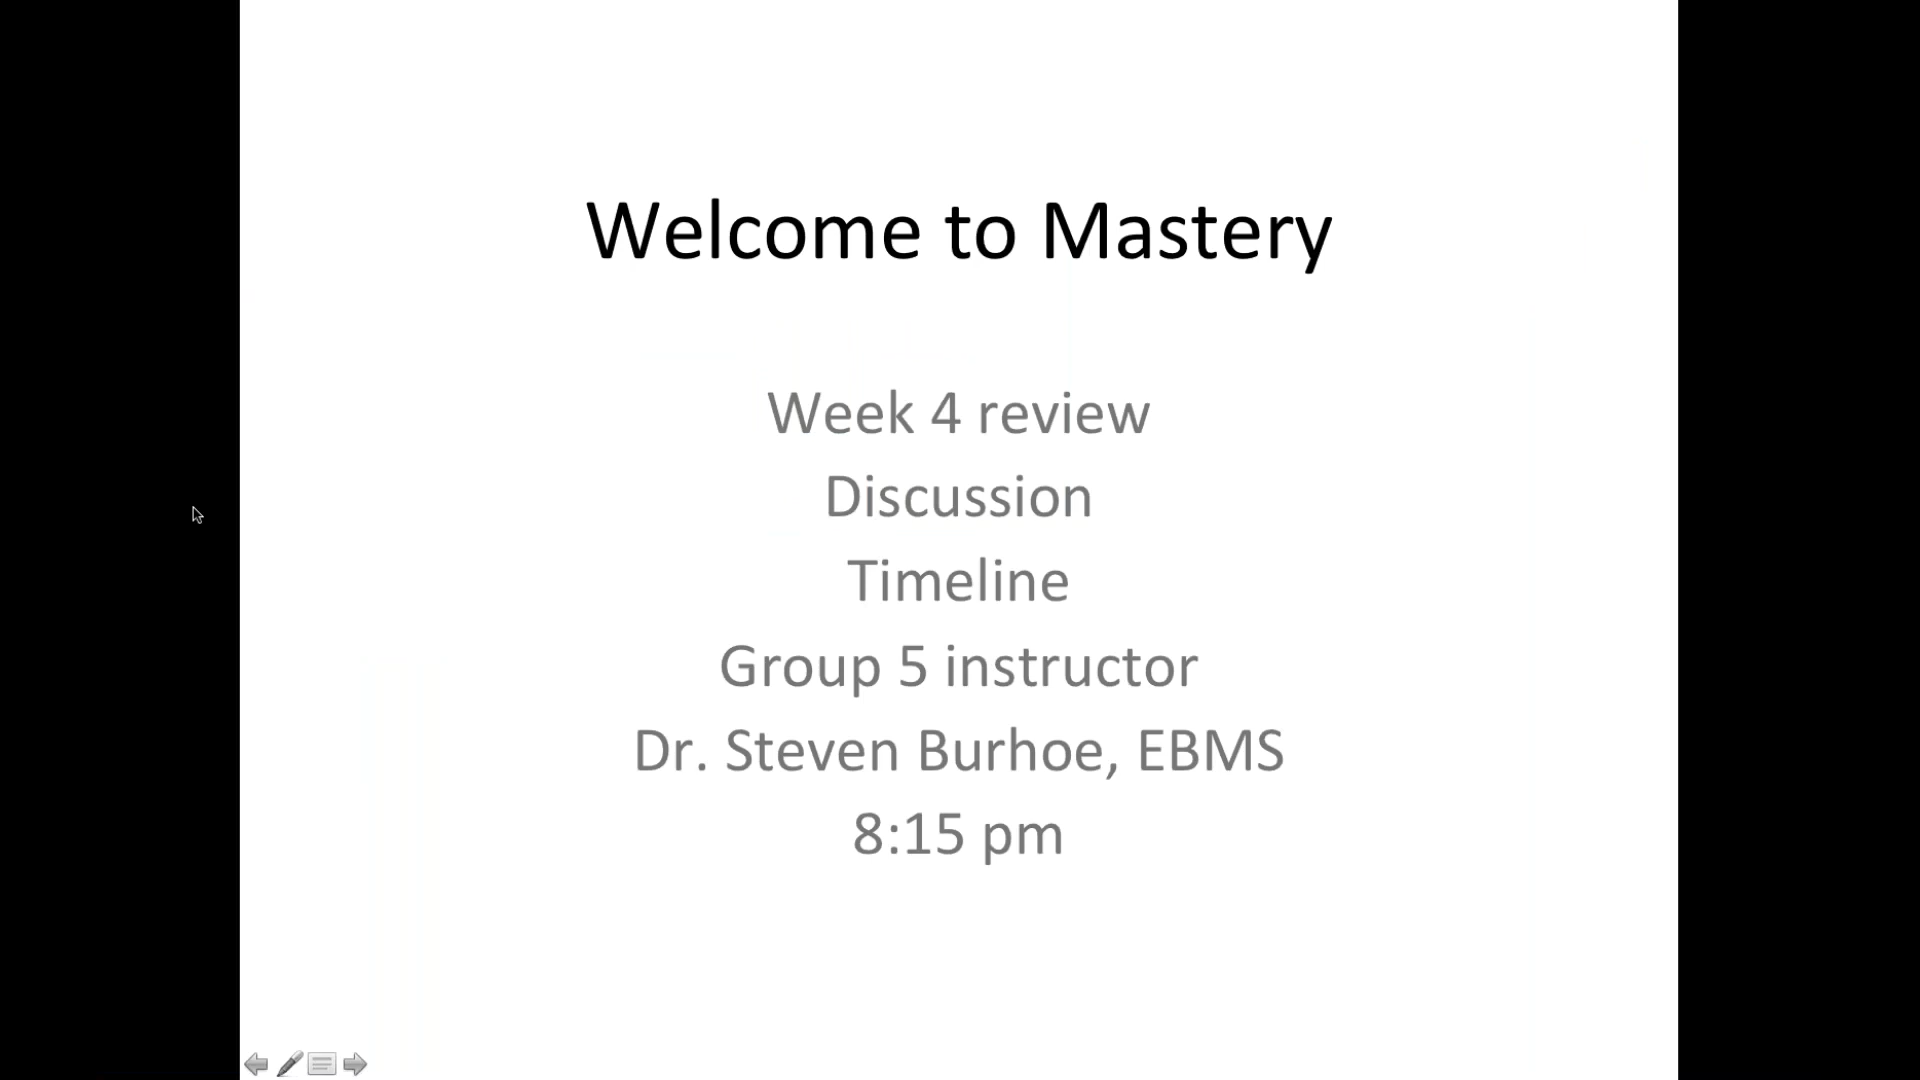 Welcome to Mastery
Week 4 review
Discussion
Timeline
Group 5 instructor
Dr. Steven Burhoe, EBMS
8:15 pm